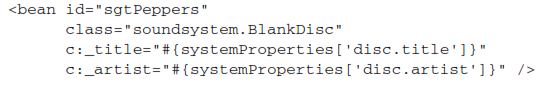 <bean id="sgtPeppers"
class="soundsystem.BlankDisc"
c:_title="#{systemProperties['disc.title']}"
c:_artist="#{systemProperties['disc.artist']}" />